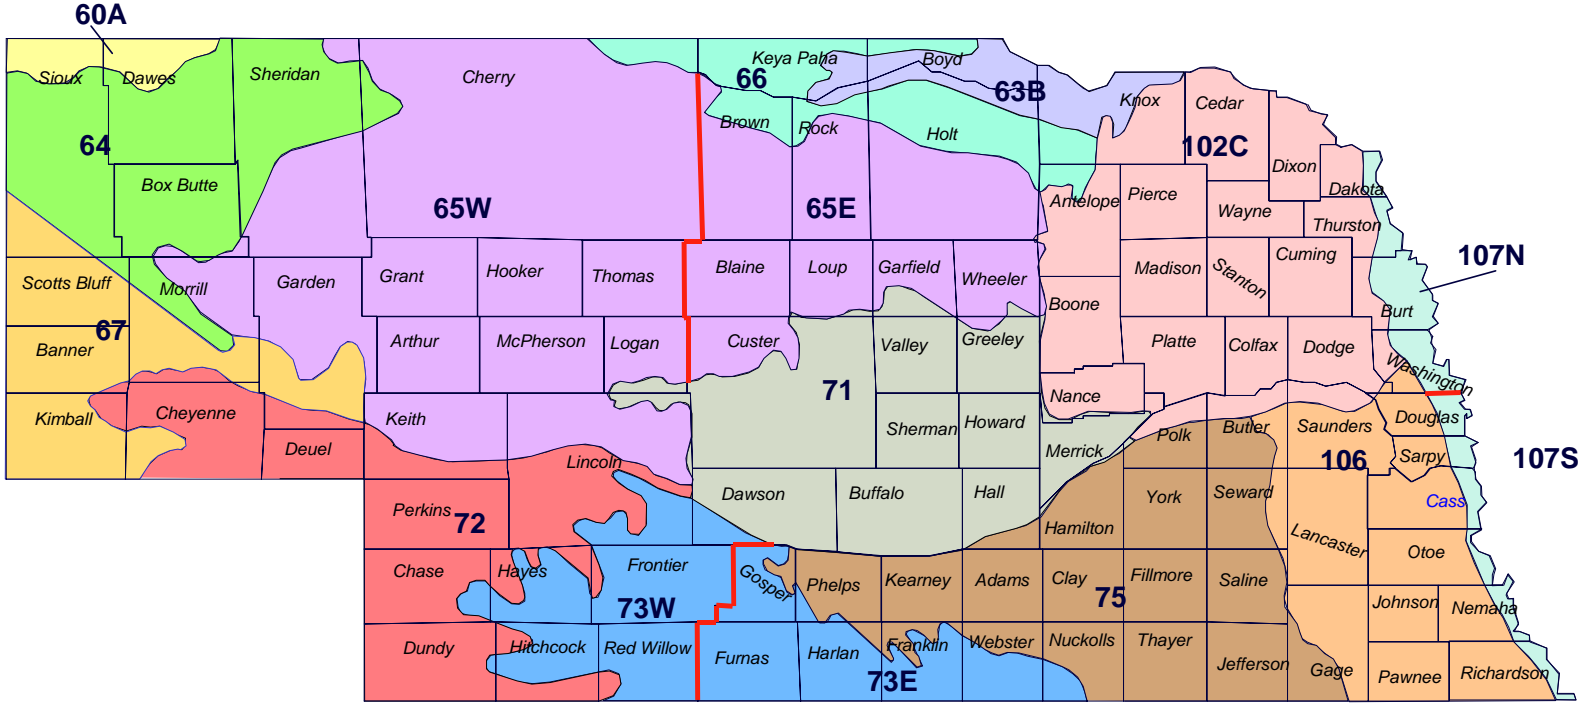 60A
Sioux
Dawes
Sheridan
Cherry
Keya Paha
Boyd
66
63B
Knox
Cedar
Brown
Rock
Holt
64
102C
Dixon
Box Butte
Dakota
65W
65E
Antelope
Pierce
Wayne
Thurston
Scotts Bluff
Morrill
Garden
Grant
Hooker
Thomas
Blaine
Loup
Garfield
Wheeler
Madison
Stanton
Cuming
107N
Boone
Burt
67
Banner
Arthur
McPherson
Logan
Custer
Valley
Greeley
Platte
Colfax
Dodge
Washington
71
Nance
Kimball
Cheyenne
Keith
Sherman
Howard
Polk
Butler
Saunders
Douglas
Deuel
Lincoln
Merrick
106
Sarpy
107S
Dawson
Buffalo
Hall
York
Seward
Cass
Perkins
72
Hamilton
Lancaster
Otoe
Chase
Hayes
Frontier
Gosper
Phelps
Kearney
Adams
Clay
Fillmore
Saline
75
73W
Johnson
Nemaha
Dundy
Hitchcock
Red Willow
Furnas
Harlan
Franklin
Webster
Nuckolls
Thayer
Jefferson
Gage
Pawnee
Richardson
73E